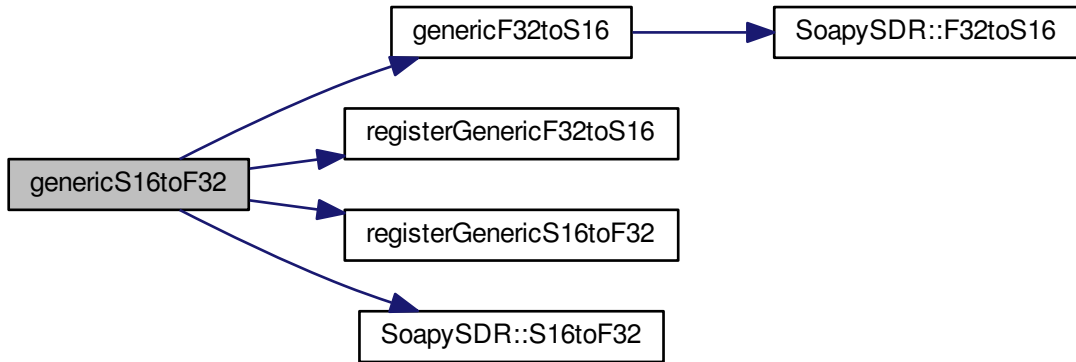 genericF32toS16
SoapySDR::F32toS16
registerGenericF32toS16
genericS16toF32
registerGenericS16toF32
SoapySDR::S16toF32